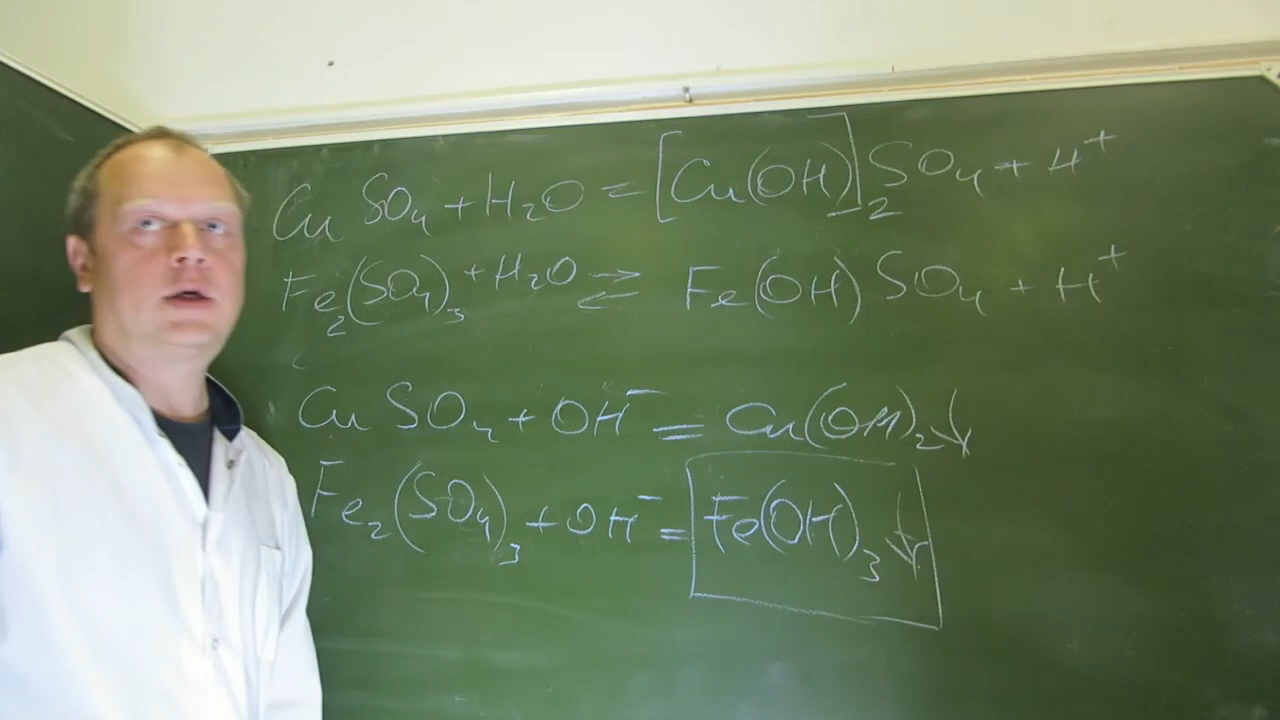 CuSO₄ + H₂O = [Cu(OH)]₂SO₄ + H⁺
Fe₂(SO₄)₃ + H₂O ⇄ Fe(OH)SO₄ + H⁺
CuSO₄ + OH⁻ = Cu(OH)₂↓
Fe₂(SO₄)₃ + OH⁻ = Fe(OH)₃↓